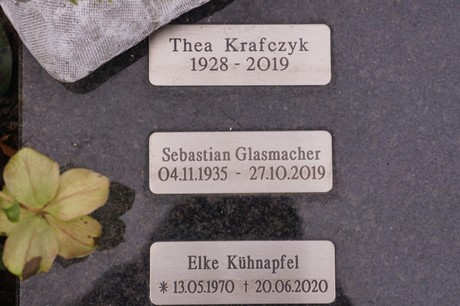 Thea Krafczyk
1928 - 2019
Sebastian Glasmacher
04.11.1935 - 27.10.2019
Elke Kühnapfel
* 13.05.1970 † 20.06.2020